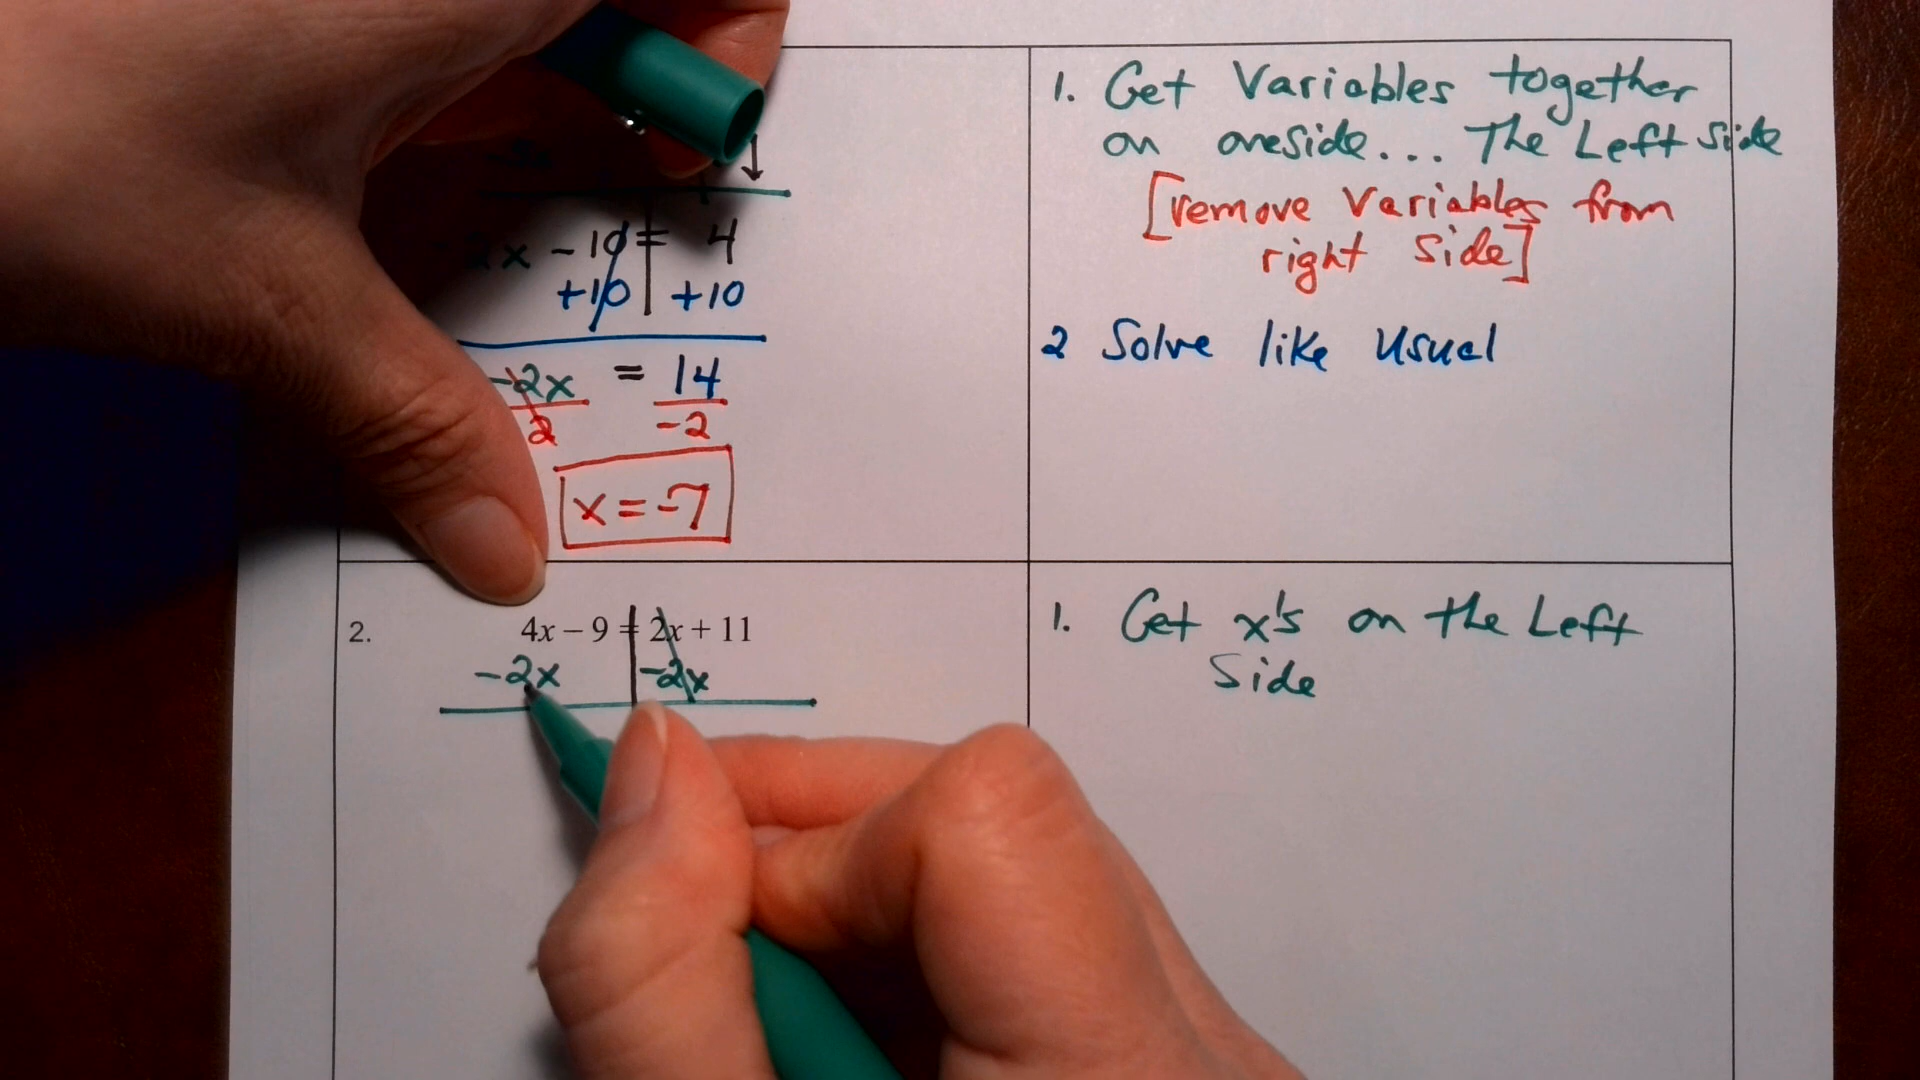 1. Get Variables together
on oneside... The Left side
[remove Variables from
right side]
2 Solve like Usual
x - 10 = 4
+10 +10
-2x = 14
2 -2
x = -7
2. 4x – 9 = 2x + 11
-2x -2x
1. Get x's on the Left
Side